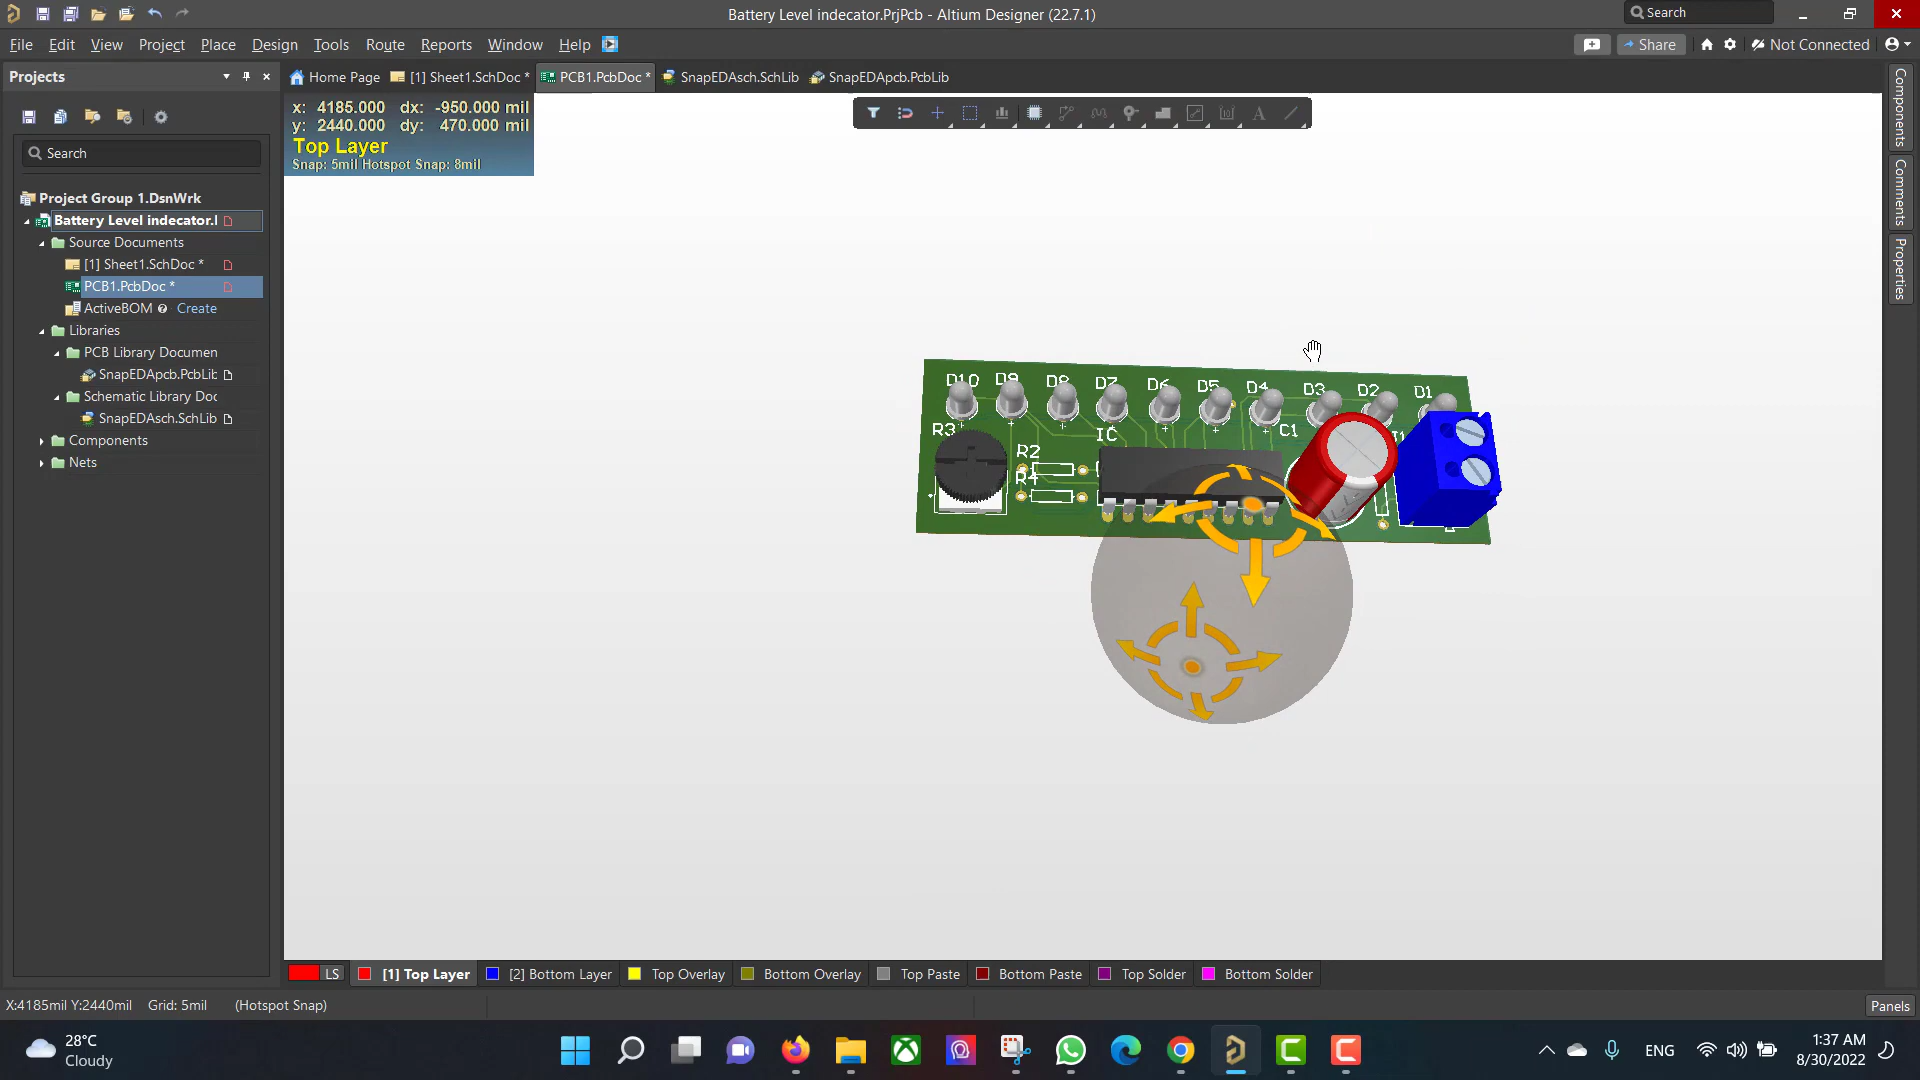 Battery Level indecator.PrjPcb - Altium Designer (22.7.1)
Search
File Edit View Project Place Design Tools Route Reports Window Help
Share
Not Connected
Projects
Home Page
[1] Sheet1.SchDoc *
PCB1.PcbDoc *
SnapEDAsch.SchLib
SnapEDApcb.PcbLib
x: 4185.000 dx: -950.000 mil
y: 2440.000 dy: 470.000 mil
Top Layer
Snap: 5mil Hotspot Snap: 8mil
Search
Project Group 1.DsnWrk
Battery Level indecator.
Source Documents
[1] Sheet1.SchDoc *
PCB1.PcbDoc *
ActiveBOM Create
Libraries
PCB Library Documen
SnapEDApcb.PcbLib
Schematic Library Doc
SnapEDAsch.SchLib
Components
Nets
Components
Comments
Properties
D10 D9 D8 D7 D6 D5 D4 D3 D2 D1
R3
IC
C1
R2
R4
LS
[1] Top Layer
[2] Bottom Layer
Top Overlay
Bottom Overlay
Top Paste
Bottom Paste
Top Solder
Bottom Solder
X:4185mil Y:2440mil Grid: 5mil (Hotspot Snap)
Panels
28°C
Cloudy
ENG
1:37 AM
8/30/2022